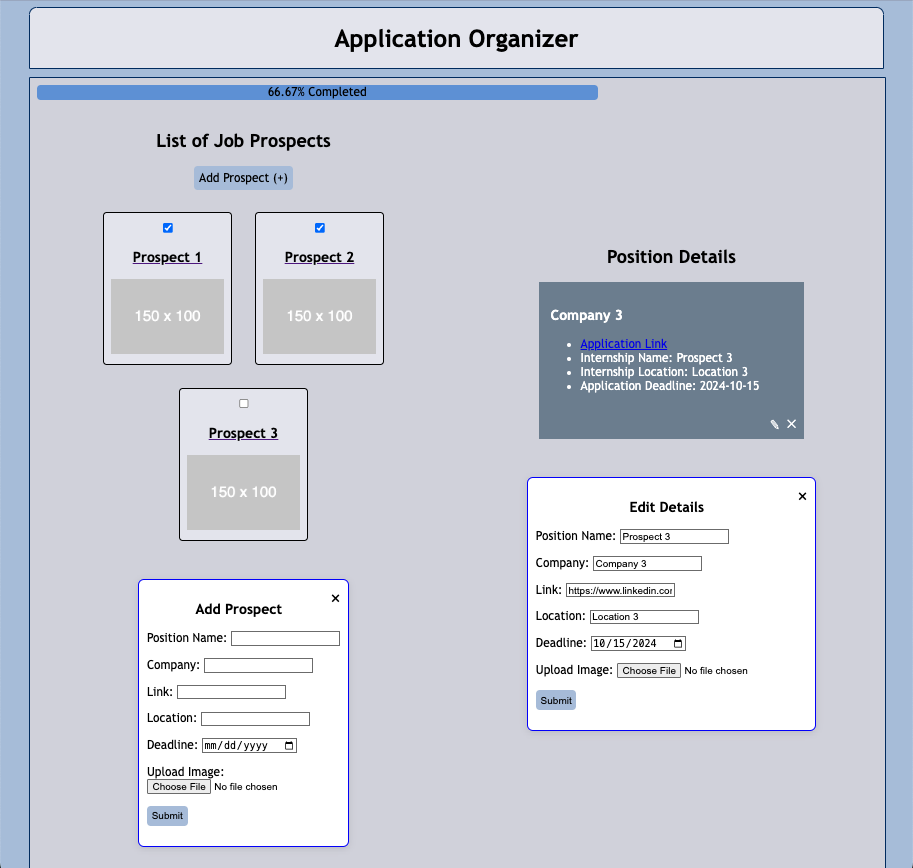 Application Organizer
66.67% Completed
List of Job Prospects
Add Prospect (+)
Prospect 1
150 x 100
Prospect 2
150 x 100
Prospect 3
150 x 100
Add Prospect
×
Position Name:
Company:
Link:
Location:
Deadline: mm/dd/yyyy
Upload Image:
Choose File No file chosen
Submit
Position Details
Company 3
• Application Link
• Internship Name: Prospect 3
• Internship Location: Location 3
• Application Deadline: 2024-10-15
✎ ×
Edit Details
×
Position Name: Prospect 3
Company: Company 3
Link: https://www.linkedin.co
Location: Location 3
Deadline: 10/15/2024
Upload Image: Choose File No file chosen
Submit